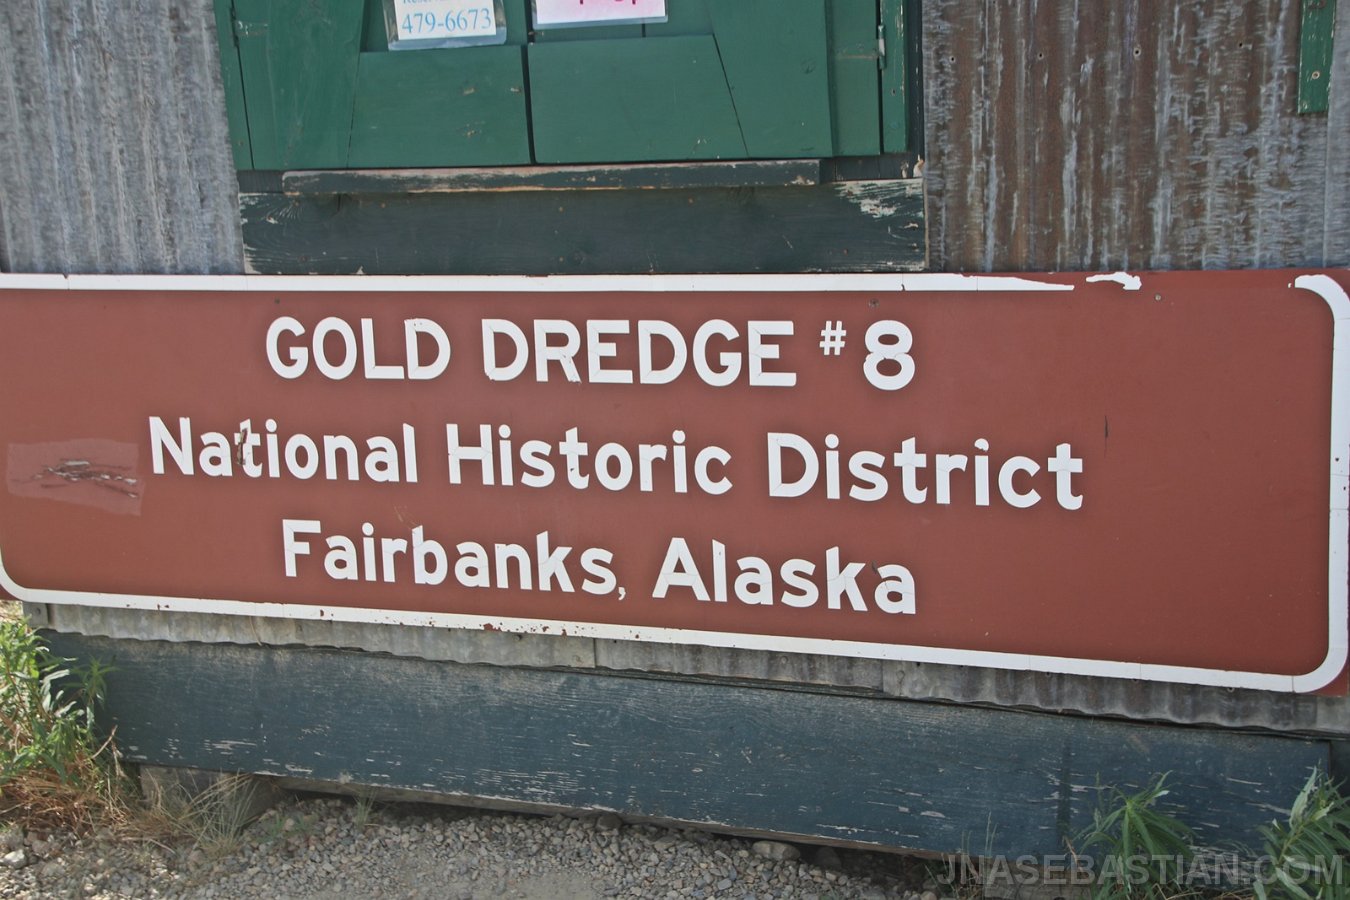 479-6673
GOLD DREDGE #8
National Historic District
Fairbanks, Alaska
JNASEBASTIAN.COM